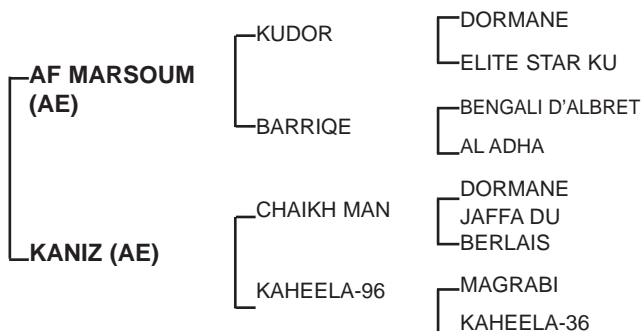 AF MARSOUM
(AE)
KUDOR
DORMANE
ELITE STAR KU
BARRIQE
BENGALI D'ALBRET
AL ADHA
KANIZ (AE)
CHAIKH MAN
DORMANE
JAFFA DU
BERLAIS
KAHEELA-96
MAGRABI
KAHEELA-36